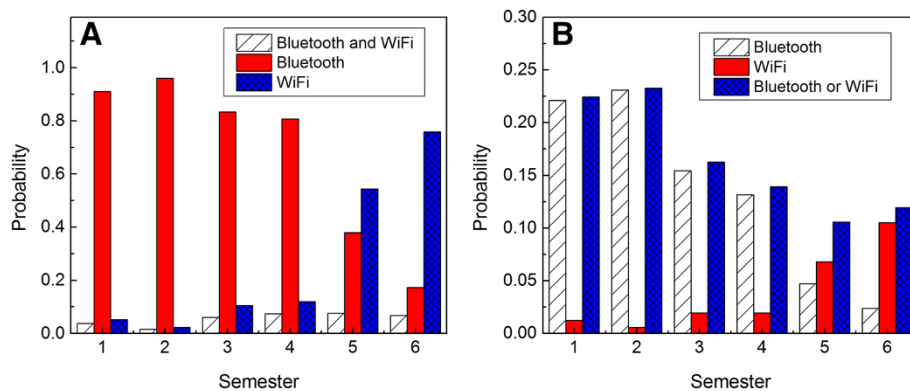 A
Bluetooth and WiFi
Bluetooth
WiFi
1.0
0.8
0.6
0.4
0.2
0.0
Probability
1 2 3 4 5 6
Semester
B
Bluetooth
WiFi
Bluetooth or WiFi
0.30
0.25
0.20
0.15
0.10
0.05
0.00
Probability
1 2 3 4 5 6
Semester